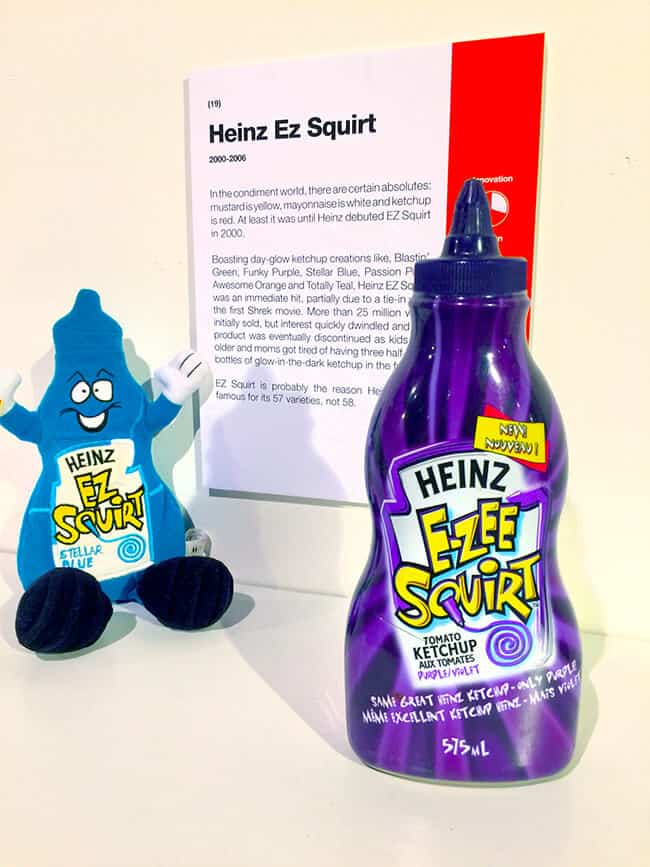 (19)
Heinz Ez Squirt
2000-2006
In the condiment world, there are certain absolutes:
mustard is yellow, mayonnaise is white and ketchup
is red. At least it was until Heinz debuted EZ Squirt
in 2000.
Boasting day-glow ketchup creations like, Blastin'
Green, Funky Purple, Stellar Blue, Passion
Awesome Orange and Totally Teal, Heinz EZ
was an immediate hit, partially due to a tie-in
the first Shrek movie. More than 25 million
initially sold, but interest quickly dwindled and
product was eventually discontinued as kids
older and moms got tired of having three half
bottles of glow-in-the-dark ketchup in the
EZ Squirt is probably the reason
famous for its 57 varieties, not 58.
HEINZ
EZ
SQUIRT
STELLAR
BLUE
NEW!
NOUVEAU!
HEINZ
E-ZEE
SQUIRT™
TOMATO
KETCHUP
AUX TOMATES
PURPLE/VIOLET
SAME GREAT HEINZ KETCHUP - ONLY PURPLE
MÊME EXCELLENT KETCHUP HEINZ - MAIS VIOLET
575 mL